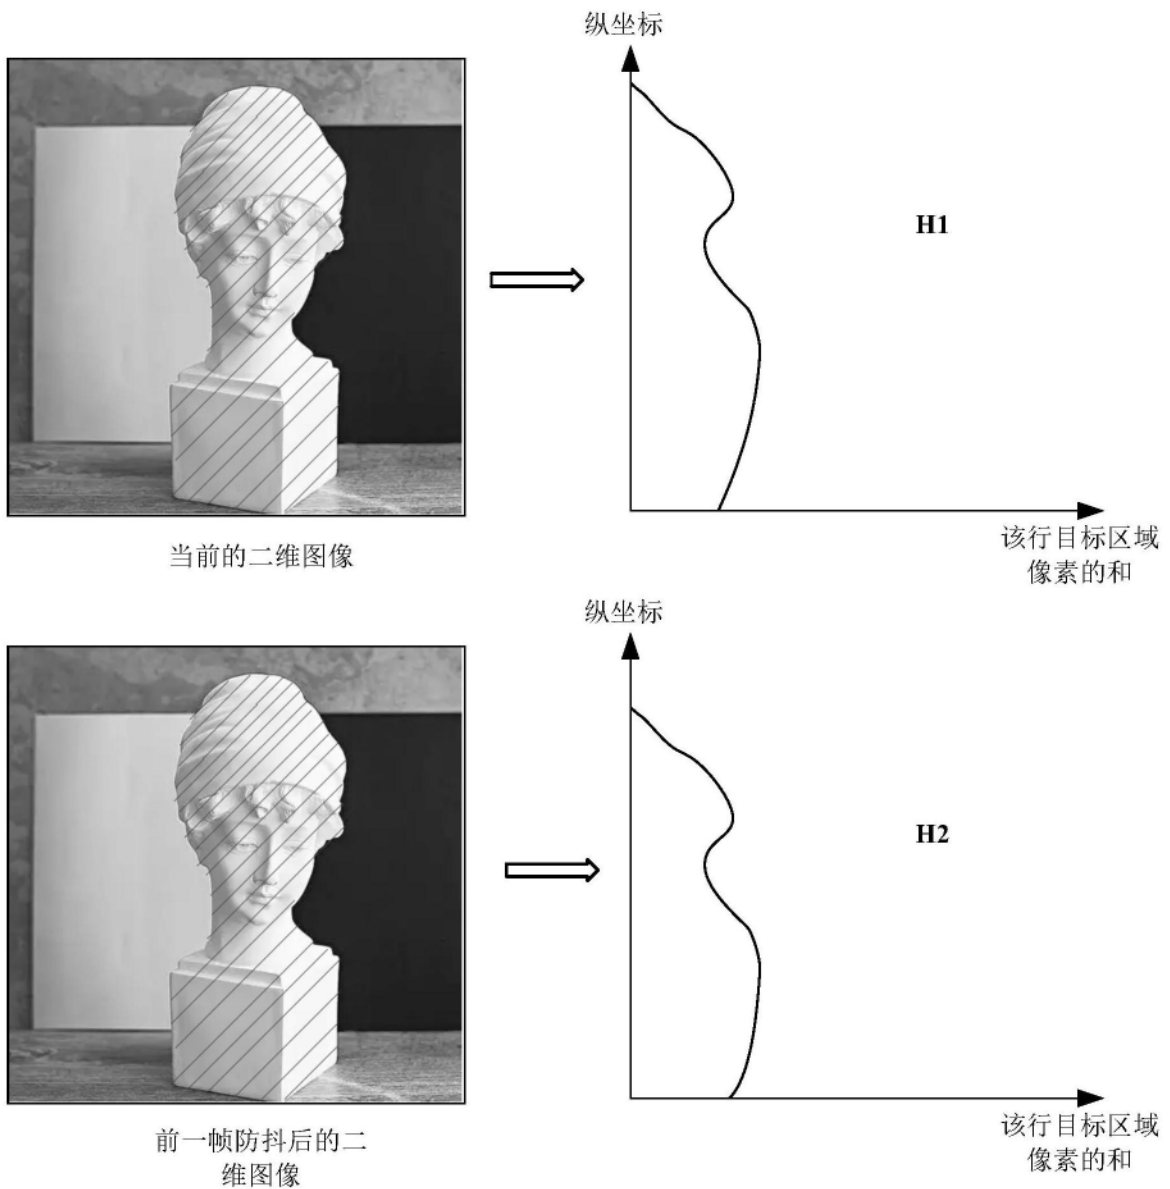 纵坐标
H1
该行目标区域
像素的和
当前的二维图像
纵坐标
H2
该行目标区域
像素的和
前一帧防抖后的二
维图像